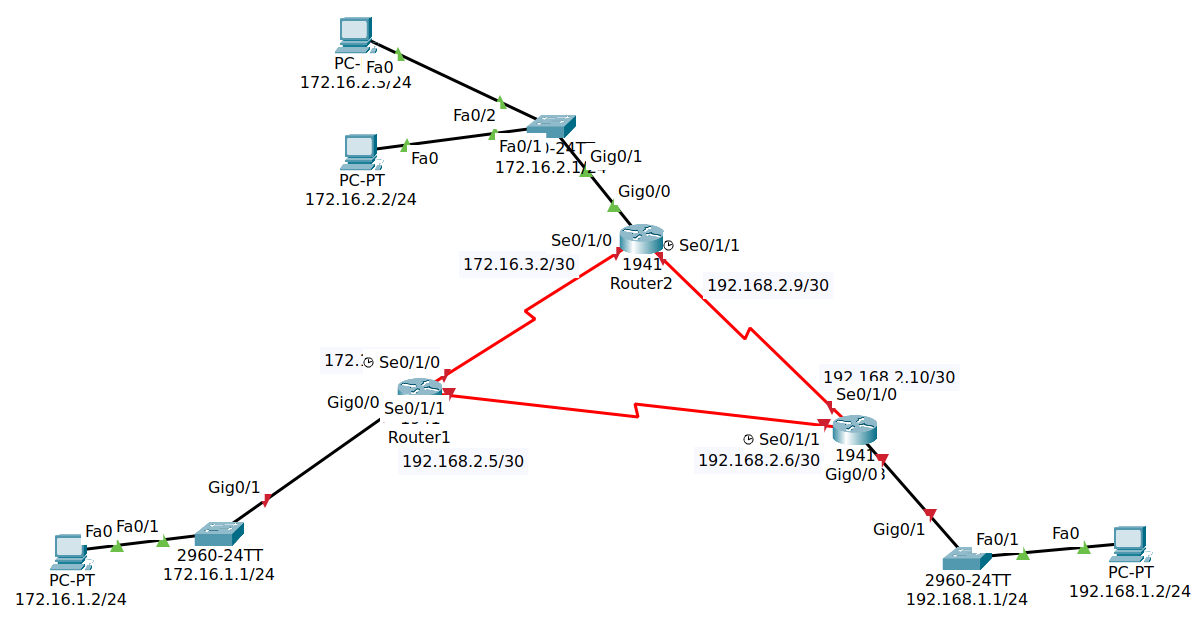 PC-
Fa0
172.16.2.3/24
Fa0/2
Fa0/1
-24TT
Gig0/1
172.16.2.1/24
Fa0
PC-PT
172.16.2.2/24
Gig0/0
Se0/1/0
Se0/1/1
172.16.3.2/30
1941
Router2
192.168.2.9/30
172.
Se0/1/0
Gig0/0
Se0/1/1
1941
Router1
192.168.2.5/30
192.168.2.10/30
Se0/1/0
Se0/1/1
192.168.2.6/30
1941
Gig0/0
Gig0/1
Fa0
Fa0/1
2960-24TT
172.16.1.1/24
PC-PT
172.16.1.2/24
Gig0/1
Fa0/1
Fa0
2960-24TT
192.168.1.1/24
PC-PT
192.168.1.2/24